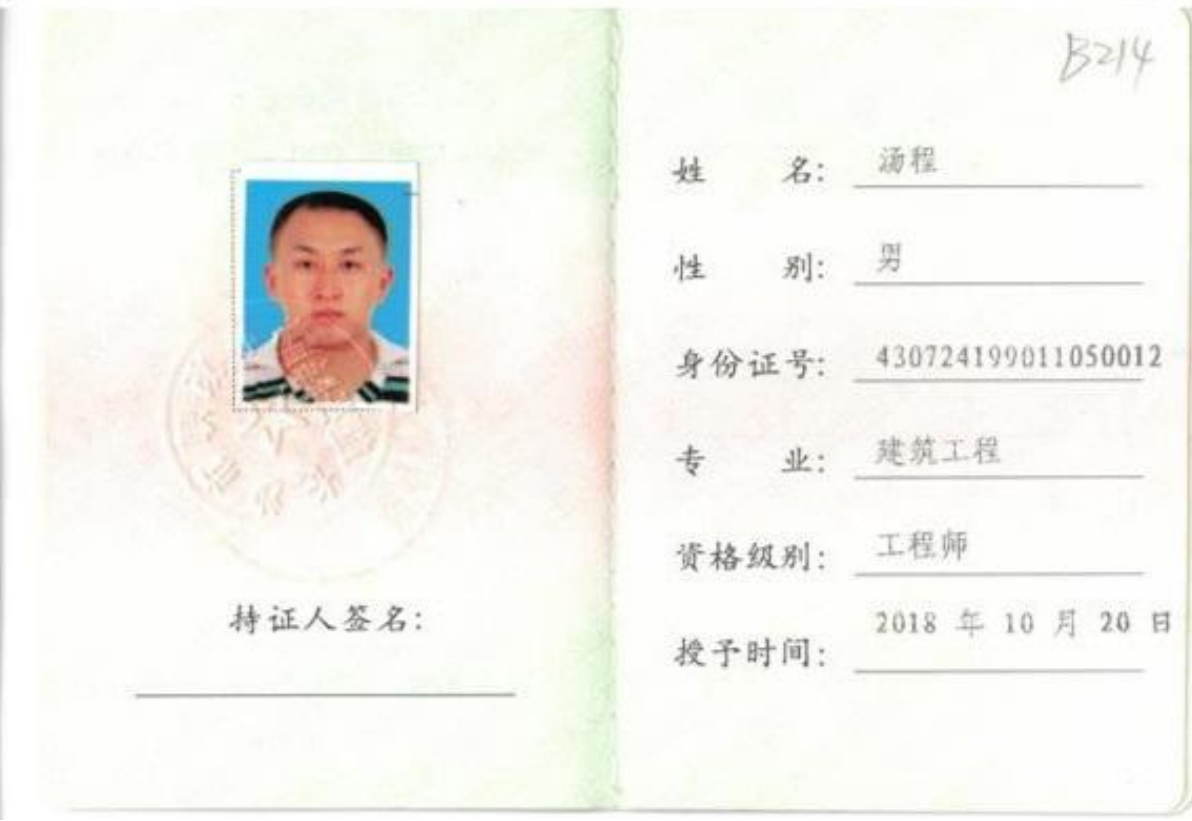 持证人签名：
B214
姓 名： 汤程
性 别： 男
身份证号： 430724199011050012
专 业： 建筑工程
资格级别： 工程师
授予时间： 2018 年 10 月 20 日